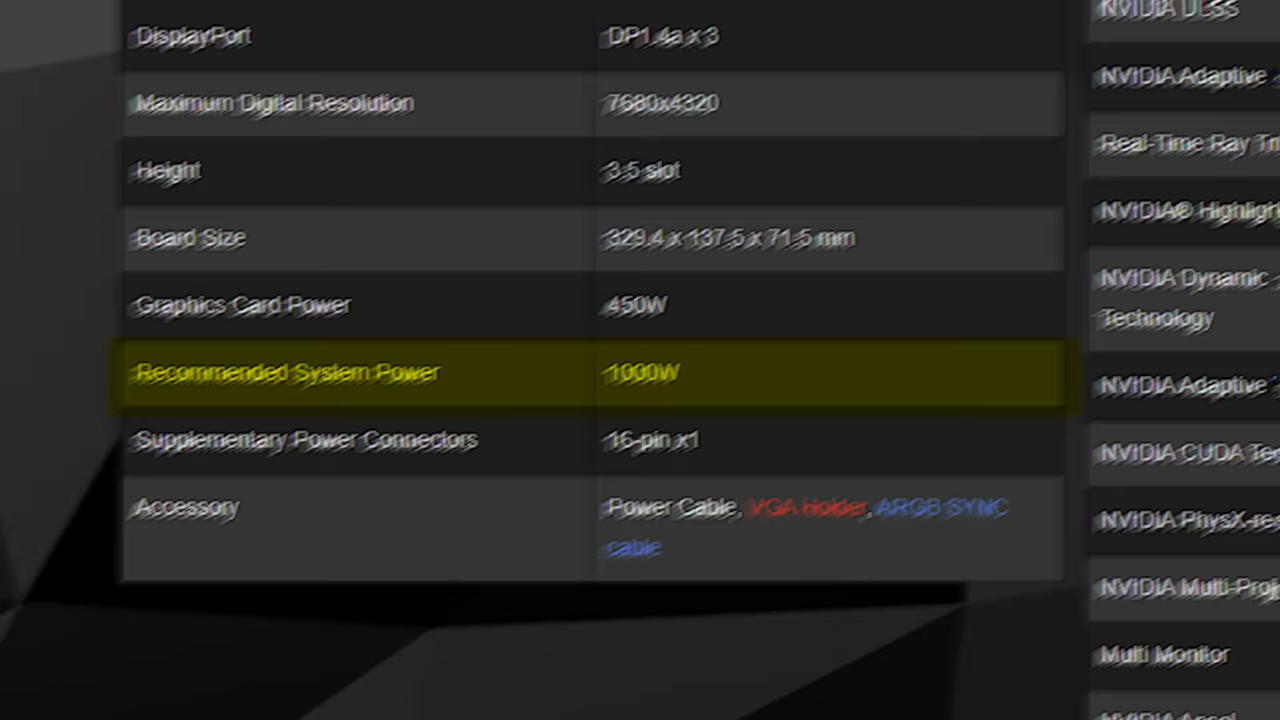 DisplayPort DP1.4a x 3
Maximum Digital Resolution 7680x4320
Height 3.5 slot
Board Size 329.4 x 137.5 x 71.5 mm
Graphics Card Power 450W
Recommended System Power 1000W
Supplementary Power Connectors 16-pin x1
Accessory Power Cable, VGA Holder, ARGB SYNC
cable
NVIDIA DLSS
NVIDIA Adaptive
Real-Time Ray
NVIDIA®
NVIDIA Dynamic
Technology
NVIDIA Adaptive
NVIDIA CUDA
NVIDIA
NVIDIA
Multi Monitor
NVIDIA Ansel